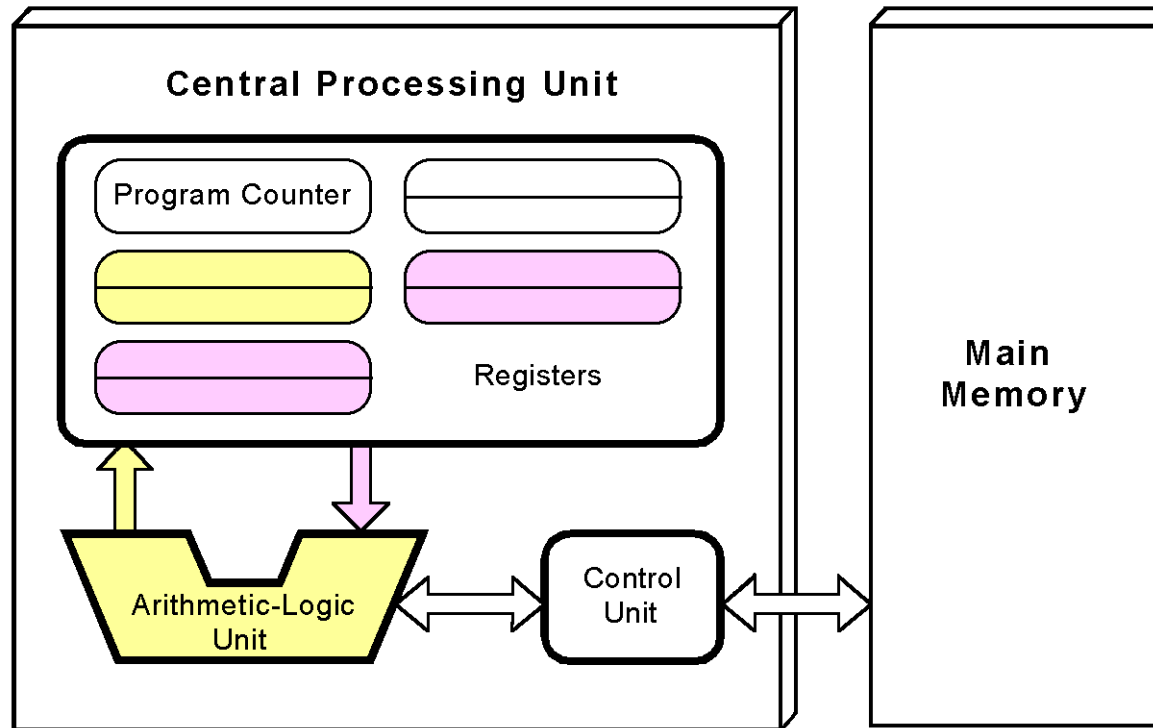 Central Processing Unit
Program Counter
Registers
Arithmetic-Logic
Unit
Control
Unit
Main
Memory